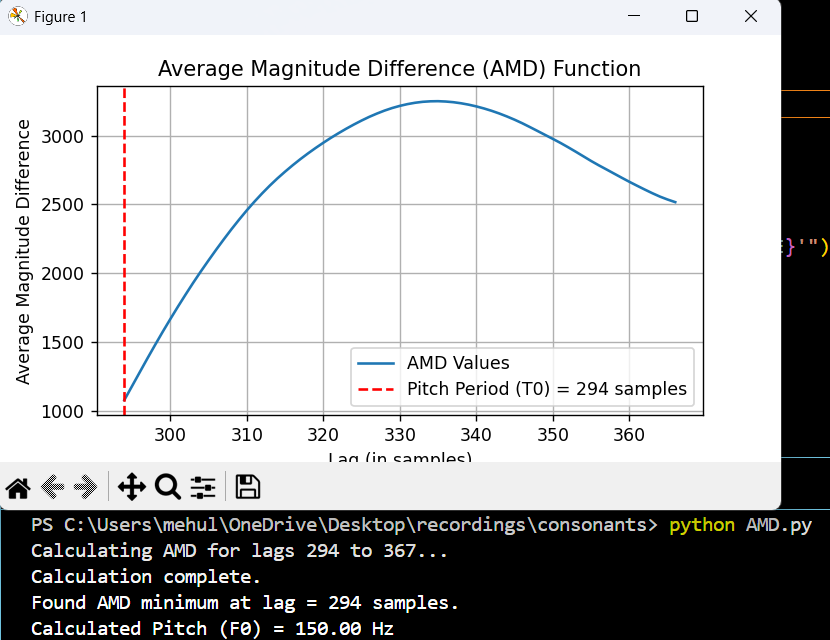 Figure 1
Average Magnitude Difference (AMD) Function
Average Magnitude Difference
3000
2500
2000
1500
1000
AMD Values
Pitch Period (T0) = 294 samples
300 310 320 330 340 350 360
Lag (in samples)
}'")
PS C:\Users\mehul\OneDrive\Desktop\recordings\consonants> python AMD.py
Calculating AMD for lags 294 to 367...
Calculation complete.
Found AMD minimum at lag = 294 samples.
Calculated Pitch (F0) = 150.00 Hz